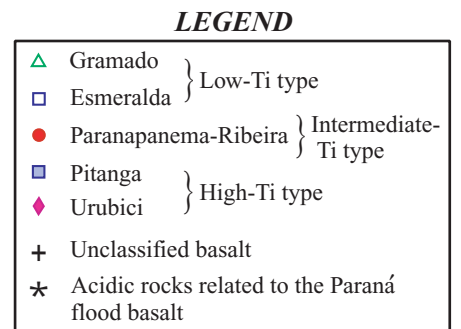 LEGEND
Gramado
Esmeralda
Low-Ti type
Paranapanema-Ribeira
Intermediate-
Ti type
Pitanga
Urubici
High-Ti type
+ Unclassified basalt
* Acidic rocks related to the Paraná
flood basalt